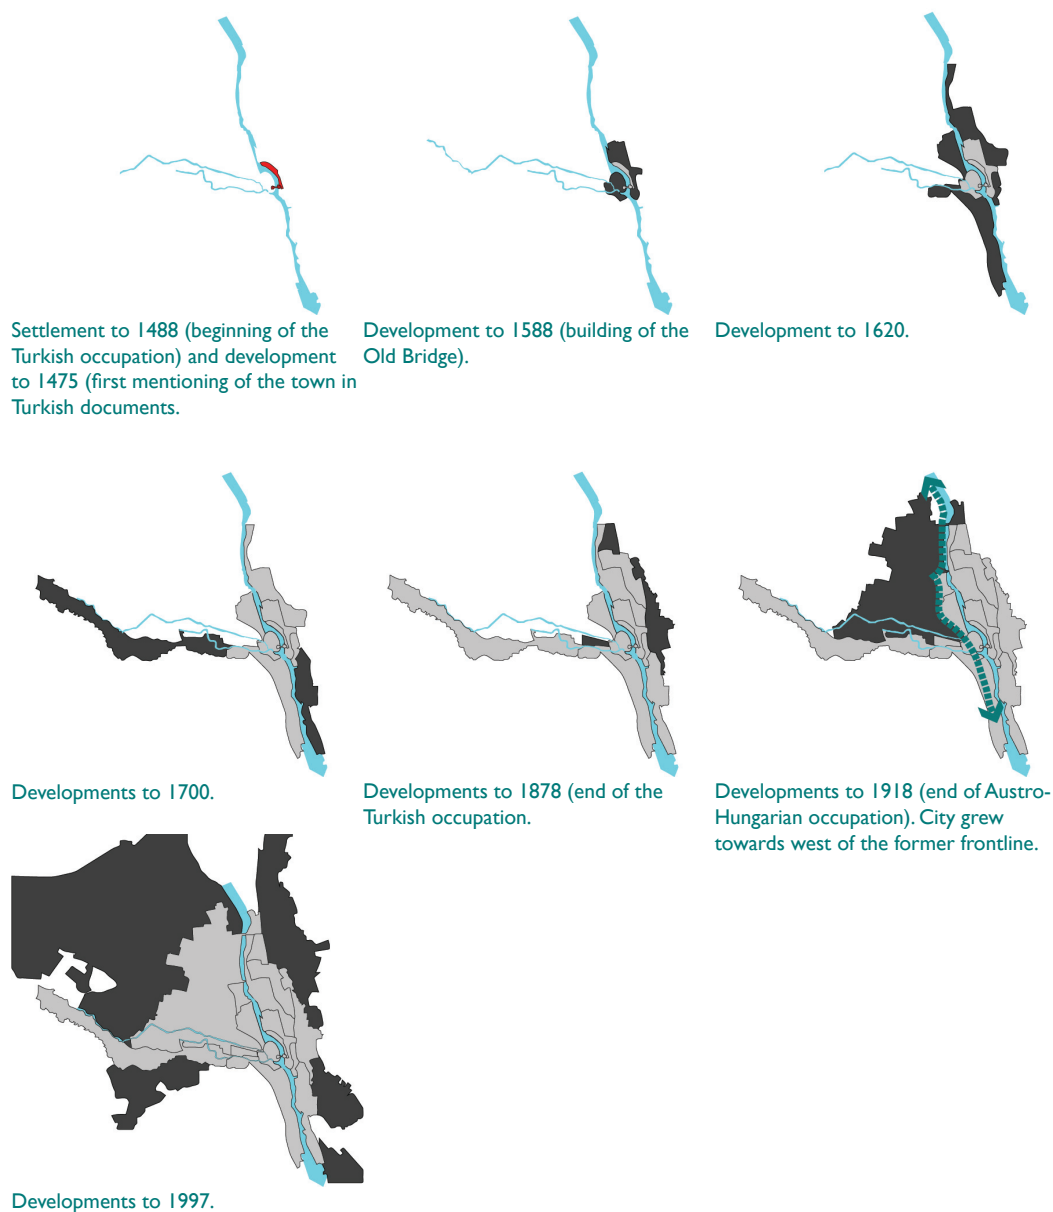 Settlement to 1488 (beginning of the
Turkish occupation) and development
to 1475 (first mentioning of the town in
Turkish documents.
Development to 1588 (building of the
Old Bridge).
Development to 1620.
Developments to 1700.
Developments to 1878 (end of the
Turkish occupation.
Developments to 1918 (end of Austro-
Hungarian occupation). City grew
towards west of the former frontline.
Developments to 1997.